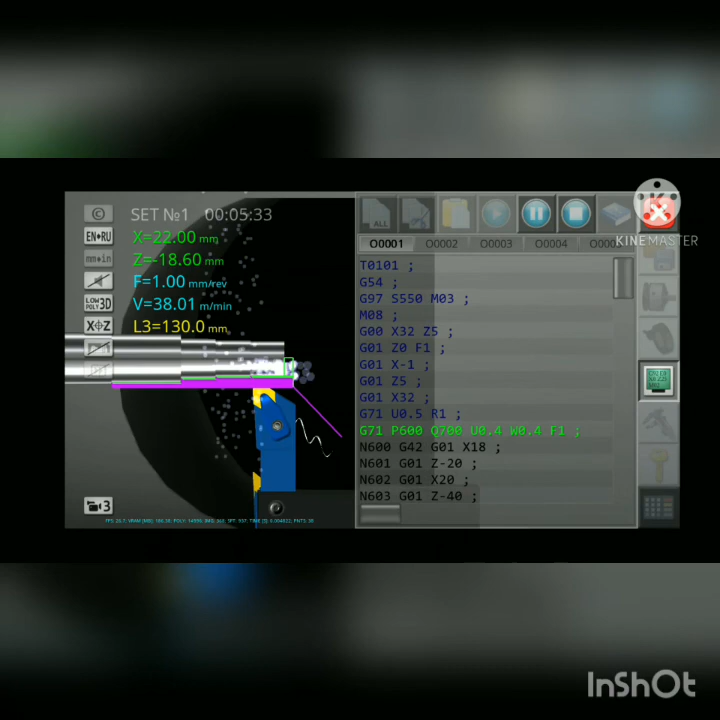 SET №1 00:05:33
EN•RU
X=22.00 mm
mm•in
Z=-18.60 mm
F=1.00 mm/rev
LOW POLY 3D
V=38.01 m/min
X Z
L3=130.0 mm
3
ALL
KINEMASTER
O0001 O0002 O0003 O0004
T0101 ;
G54 ;
G97 S550 M03 ;
M08 ;
G00 X32 Z5 ;
G01 Z0 F1 ;
G01 X-1 ;
G01 Z5 ;
G01 X32 ;
G71 U0.5 R1 ;
G71 P600 Q700 U0.4 W0.4 F1 ;
N600 G42 G01 X18 ;
N601 G01 Z-20 ;
N602 G01 X20 ;
N603 G01 Z-40 ;
InShOt